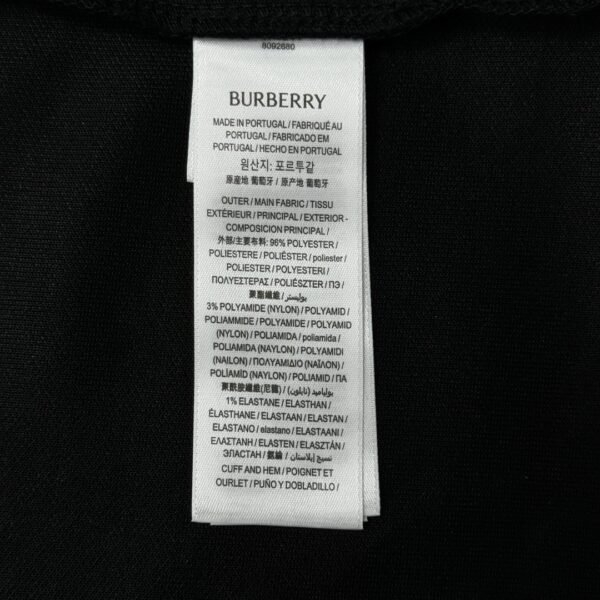 8092680
BURBERRY
MADE IN PORTUGAL / FABRIQUÉ AU
PORTUGAL / FABRICADO EM
PORTUGAL / HECHO EN PORTUGAL
원산지: 포르투갈
原産地 葡萄牙 / 原产地 葡萄牙
OUTER / MAIN FABRIC / TISSU
EXTÉRIEUR / PRINCIPAL / EXTERIOR -
COMPOSICION PRINCIPAL /
外部/主要布料: 96% POLYESTER /
POLIESTERE / POLIÉSTER / poliester /
POLIESTER / POLYESTERI /
ΠΟΛΥΕΣΤΕΡΑΣ / POLIÉSZTER / ПЭ /
聚酯纖維 / بوليستر /
3% POLYAMIDE (NYLON) / POLYAMID /
POLIAMMIDE / POLYAMIDE / POLYAMID
(NYLON) / POLIAMIDA / poliamida /
POLIAMIDA (NAYLON) / POLYAMIDI
(NAILON) / ΠΟΛΥΑΜΙΔΙΟ (ΝΑΪΛΟΝ) /
POLÍAMÍD (NYLON) / POLIAMID / ПА
聚酰胺纖維(尼龍) / بولياميد (نايلون) /
1% ELASTANE / ELASTHAN /
ÉLASTHANE / ELASTAAN / ELASTAN /
ELASTANO / elastano / ELASTAANI /
ΕΛΑΣΤΑΝΗ / ELASTEN / ELASZTÁN /
ЭЛАСТАН / 氨綸 / نسيج إيلاستان /
CUFF AND HEM / POIGNET ET
OURLET / PUÑO Y DOBLADILLO /